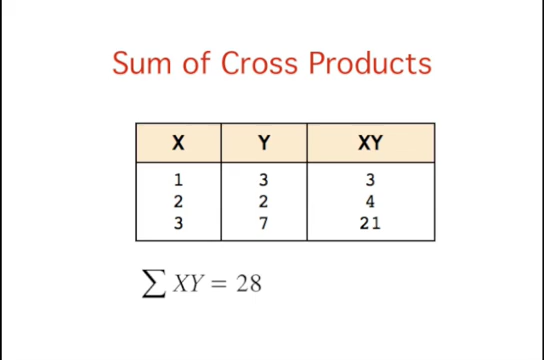 Sum of Cross Products
X Y XY
1 3 3
2 2 4
3 7 21
∑ XY = 28